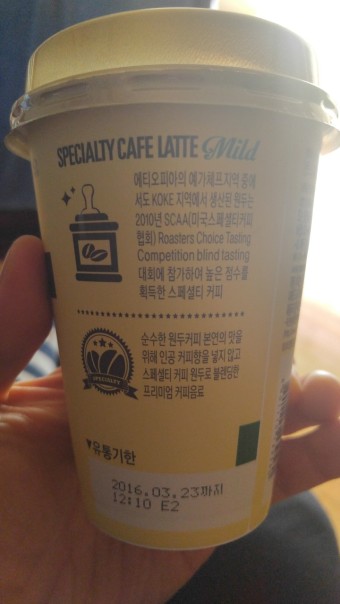 SPECIALTY CAFE LATTE Mild
에티오피아의 예가체프지역 중에
서도 KOKE 지역에서 생산된 원두는
2010년 SCAA(미국스페셜티커피
협회) Roasters Choice Tasting
Competition blind tasting
대회에 참가하여 높은 점수를
획득한 스페셜티 커피
순수한 원두커피 본연의 맛을
위해 인공 커피향을 넣지 않고
스페셜티 커피 원두로 블렌딩한
프리미엄 커피음료
SPECIALTY
▼유통기한
2016.03.23까지
12:10 E2